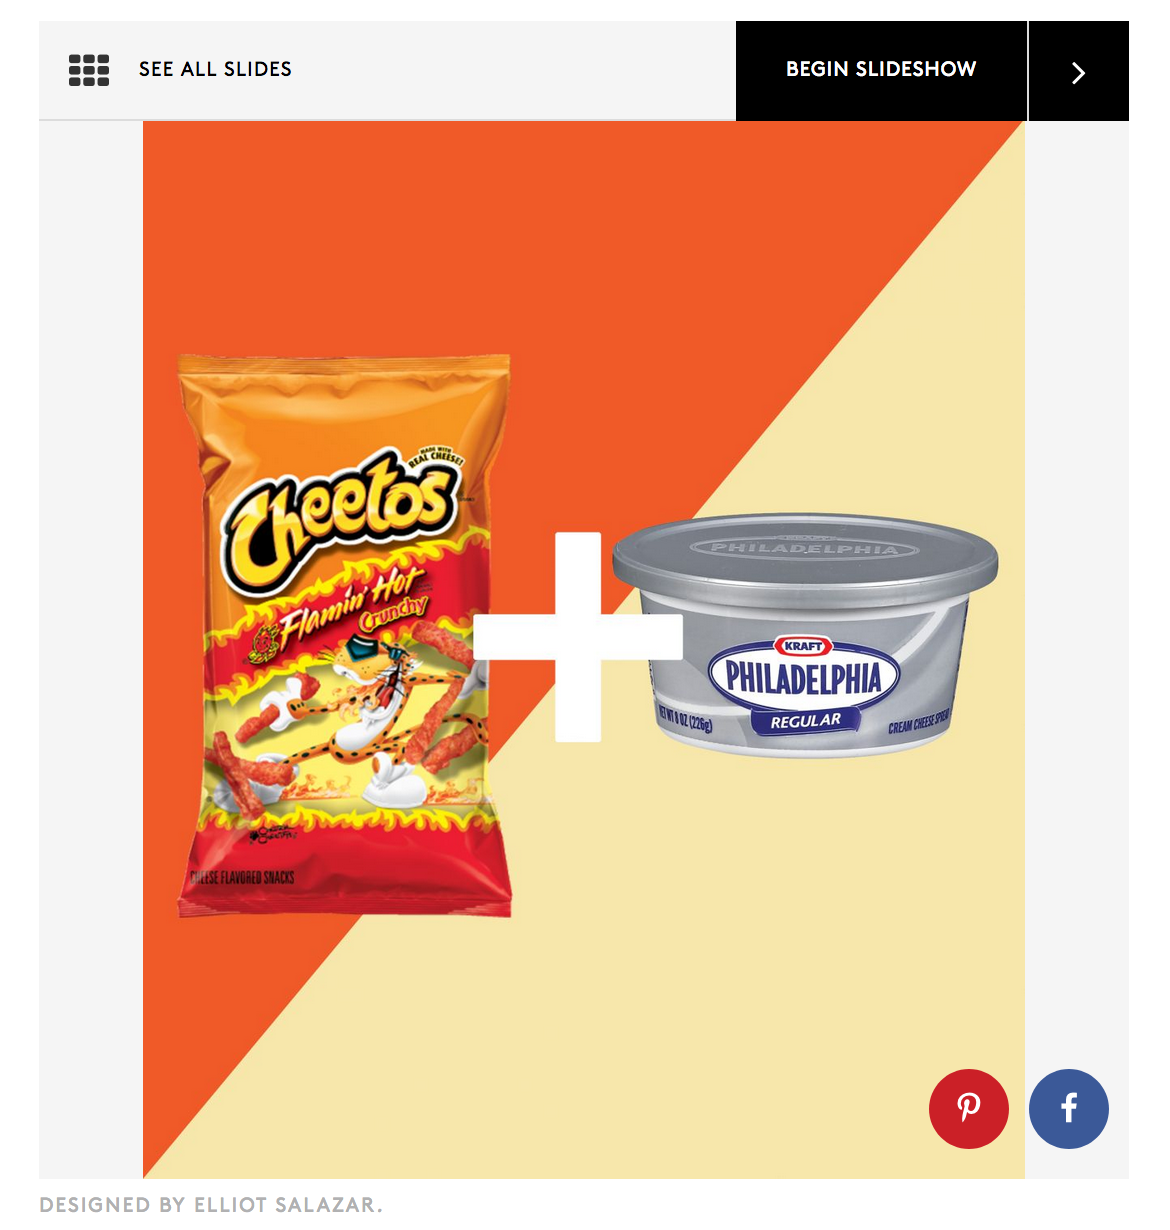 SEE ALL SLIDES
BEGIN SLIDESHOW
MADE WITH
REAL CHEESE!
Cheetos
Flamin' Hot
Crunchy
CHEESE FLAVORED SNACKS
KRAFT
PHILADELPHIA
KRAFT
PHILADELPHIA
REGULAR
NET WT 8 OZ (226g)
CREAM CHEESE SPREAD
DESIGNED BY ELLIOT SALAZAR.